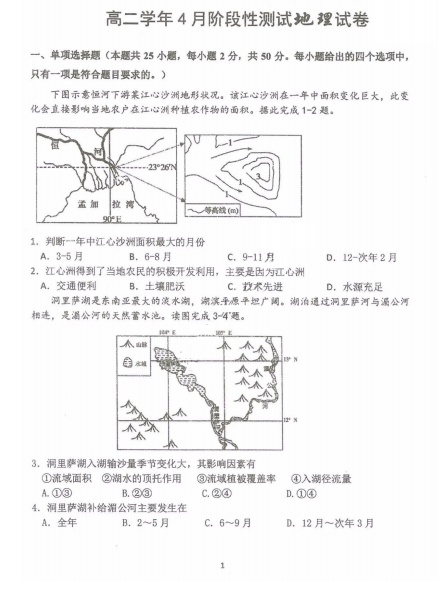 高二学年4月阶段性测试地理试卷
一、单项选择题（本题共25小题，每小题2分，共50分。每小题给出的四个选项中，
只有一项是符合题目要求的。）
下图示意恒河下游某江心沙洲地形状况。该江心沙洲在一年中面积变化巨大，此变
化会直接影响当地农户在江心洲种植农作物的面积。据此完成1-2题。
恒
河
23°26′N
孟加拉湾
90°E
1
1
3
等高线(m)
1．判断一年中江心沙洲面积最大的月份
A．3-5月 B．6-8月 C．9-11月 D．12-次年2月
2．江心洲得到了当地农民的积极开发利用，主要是因为江心洲
A．交通便利 B．土壤肥沃 C．技术先进 D．水源充足
洞里萨湖是东南亚最大的淡水湖，湖滨平原平坦广阔。湖泊通过洞里萨河与湄公河
相连，是湄公河的天然蓄水池。读图完成3-4题。
山脉
水域
13° N
12° N
3．洞里萨湖入湖输沙量季节变化大，其影响因素有
①流域面积 ②湖水的顶托作用 ③流域植被覆盖率 ④入湖径流量
A.①③ B.②③ C.②④ D.①④
4．洞里萨湖补给湄公河主要发生在
A．全年 B．2～5月 C．6～9月 D．12月～次年3月
1